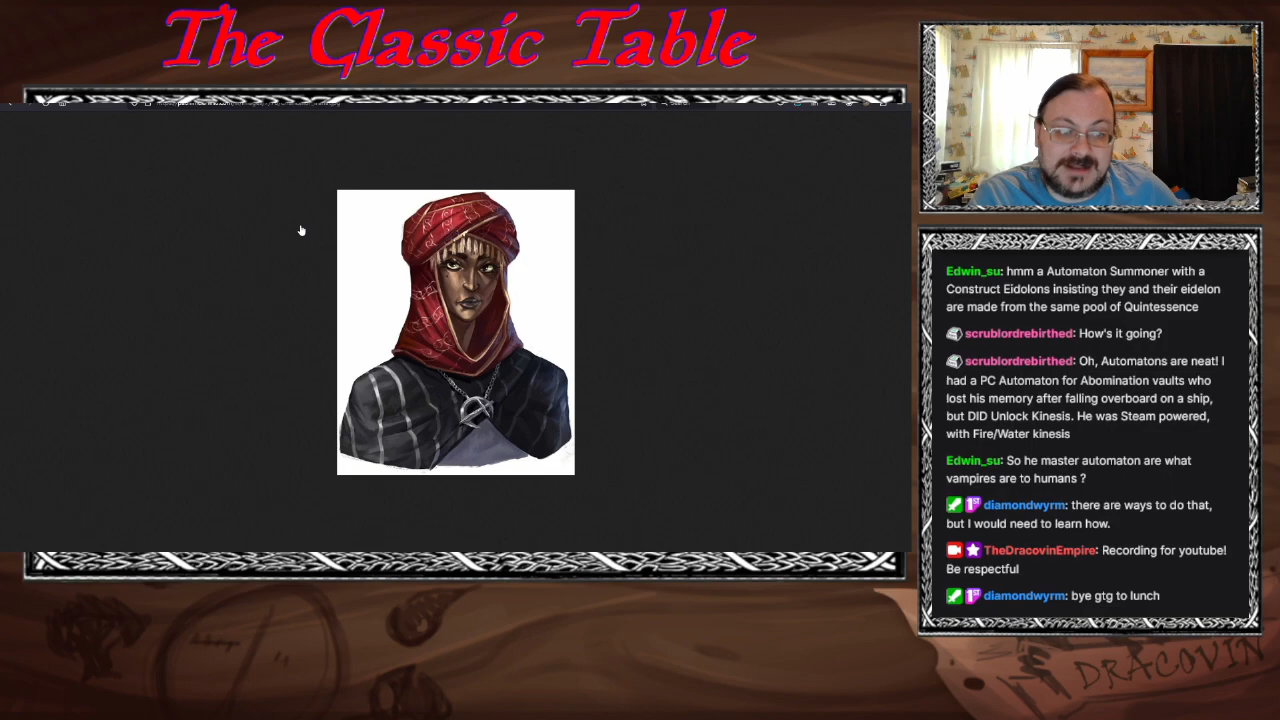 The Classic Table
Edwin_su: hmm a Automaton Summoner with a
Construct Eidolons insisting they and their eidelon
are made from the same pool of Quintessence
scrublordrebirthed: How's it going?
scrublordrebirthed: Oh, Automatons are neat! I
had a PC Automaton for Abomination vaults who
lost his memory after falling overboard on a ship,
but DID Unlock Kinesis. He was Steam powered,
with Fire/Water kinesis
Edwin_su: So he master automaton are what
vampires are to humans ?
1ST diamondwyrm: there are ways to do that,
but I would need to learn how.
TheDracovinEmpire: Recording for youtube!
Be respectful
1ST diamondwyrm: bye gtg to lunch
DRACOVIN